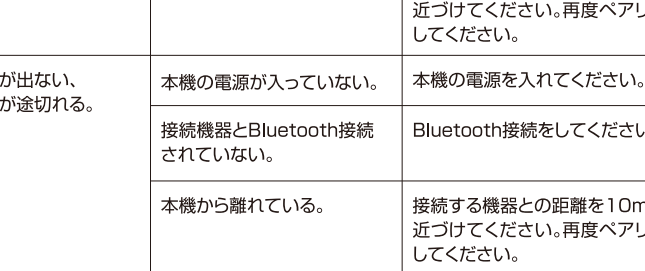 近づけてください。再度ペアリ
してください。
が出ない、
が途切れる。
本機の電源が入っていない。
本機の電源を入れてください。
接続機器とBluetooth接続
されていない。
Bluetooth接続をしてくださ
本機から離れている。
接続する機器との距離を10m
近づけてください。再度ペアリ
してください。